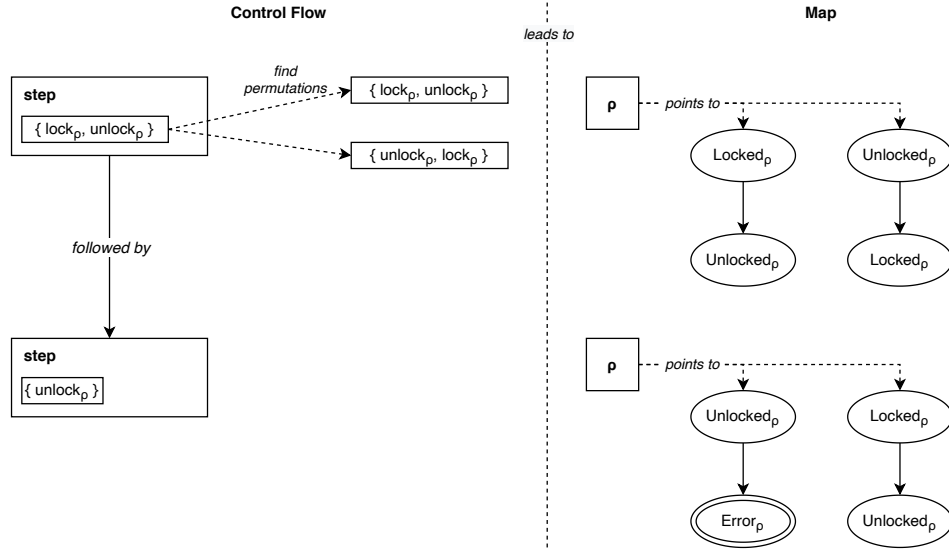 Control Flow
leads to
Map
step
{ lockρ, unlockρ }
find
permutations
{ lockρ, unlockρ }
{ unlockρ, lockρ }
ρ
points to
Lockedρ
Unlockedρ
followed by
Unlockedρ
Lockedρ
step
{ unlockρ }
ρ
points to
Unlockedρ
Lockedρ
Errorρ
Unlockedρ